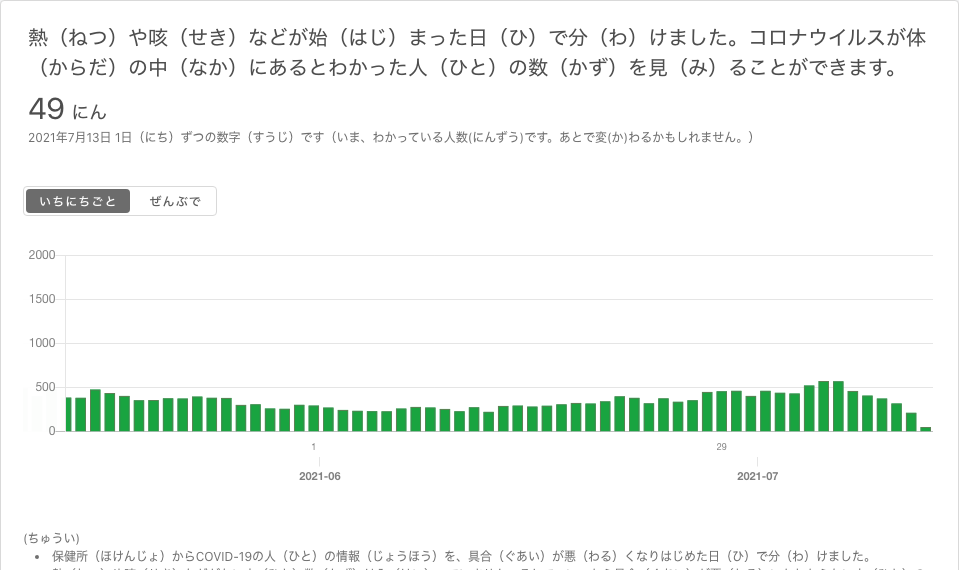 熱（ねつ）や咳（せき）などが始（はじ）まった日（ひ）で分（わ）けました。コロナウイルスが体
（からだ）の中（なか）にあるとわかった人（ひと）の数（かず）を見（み）ることができます。
49 にん
2021年7月13日 1日（にち）ずつの数字（すうじ）です（いま、わかっている人数(にんずう)です。あとで変(か)わるかもしれません。）
いちにちごと ぜんぶで
2000
1500
1000
500
0
1 29
2021-06 2021-07
(ちゅうい)
• 保健所（ほけんじょ）からCOVID-19の人（ひと）の情報（じょうほう）を、具合（ぐあい）が悪（わる）くなりはじめた日（ひ）で分（わ）けました。